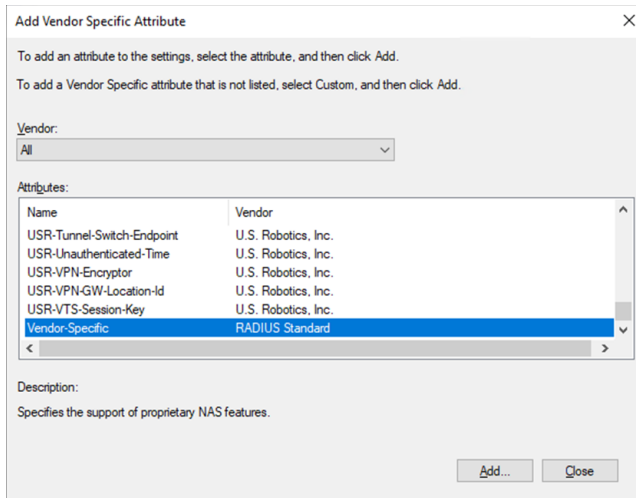 Add Vendor Specific Attribute
To add an attribute to the settings, select the attribute, and then click Add.
To add a Vendor Specific attribute that is not listed, select Custom, and then click Add.
Vendor:
All
Attributes:
Name Vendor
USR-Tunnel-Switch-Endpoint U.S. Robotics, Inc.
USR-Unauthenticated-Time U.S. Robotics, Inc.
USR-VPN-Encryptor U.S. Robotics, Inc.
USR-VPN-GW-Location-Id U.S. Robotics, Inc.
USR-VTS-Session-Key U.S. Robotics, Inc.
Vendor-Specific RADIUS Standard
Description:
Specifies the support of proprietary NAS features.
Add... Close